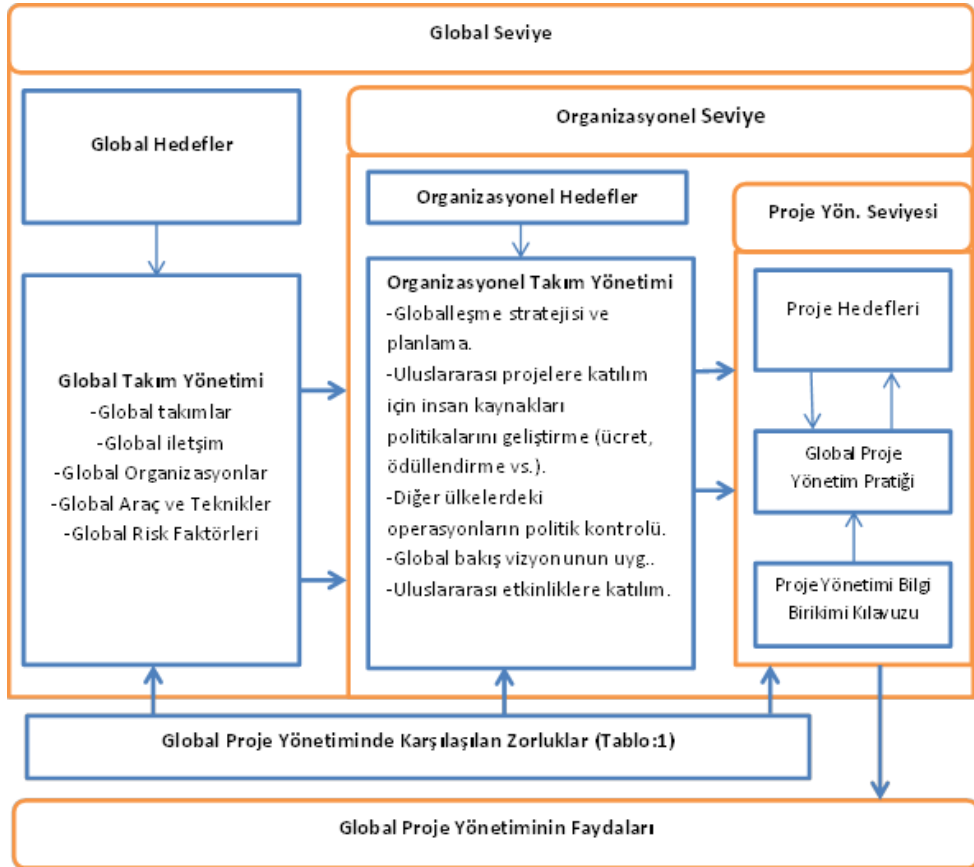 Global Seviye
Global Hedefler
Global Takım Yönetimi
-Global takımlar
-Global iletşim
-Global Organizasyonlar
-Global Araç ve Teknikler
-Global Risk Faktörleri
Organizasyonel Seviye
Organizasyonel Hedefler
Organizasyonel Takım Yönetimi
-Globalleşme stratejisi ve
planlama.
-Uluslararası projelere katılım
için insan kaynakları
politikalarını geliştirme (ücret,
ödüllendirme vs.).
-Diğer ülkelerdeki
operasyonların politik kontrolü.
-Global bakış vizyonunun uyg..
-Uluslararası etkinliklere katılım.
Proje Yön. Seviyesi
Proje Hedefleri
Global Proje
Yönetim Pratiği
Proje Yönetimi Bilgi
Birikimi Kılavuzu
Global Proje Yönetiminde Karşılaşılan Zorluklar (Tablo:1)
Global Proje Yönetiminin Faydaları